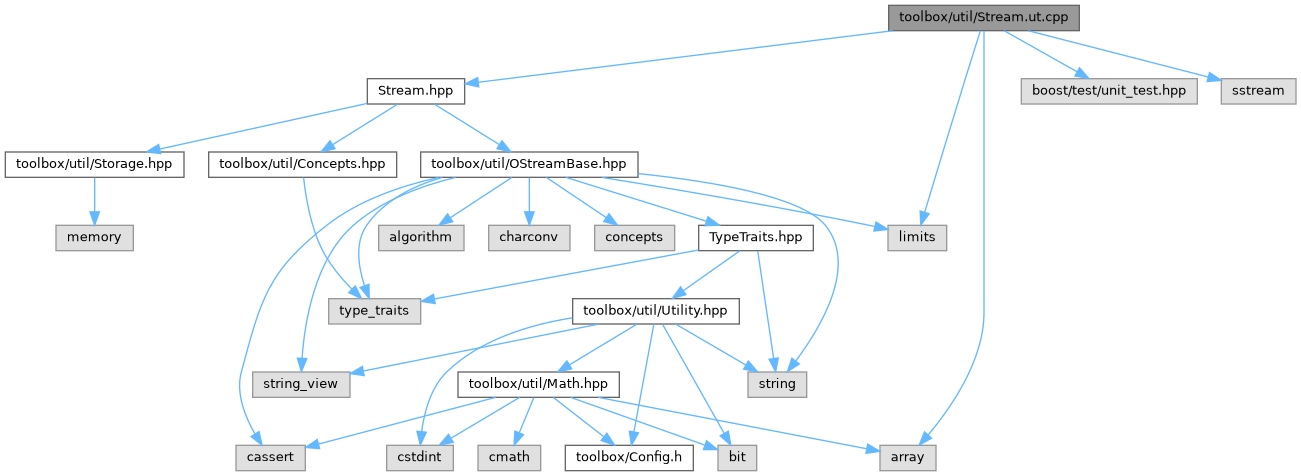 toolbox/util/Stream.ut.cpp
Stream.hpp
boost/test/unit_test.hpp
sstream
toolbox/util/Storage.hpp
toolbox/util/Concepts.hpp
toolbox/util/OStreamBase.hpp
memory
algorithm
charconv
concepts
TypeTraits.hpp
limits
type_traits
toolbox/util/Utility.hpp
string_view
toolbox/util/Math.hpp
string
cassert
cstdint
cmath
toolbox/Config.h
bit
array